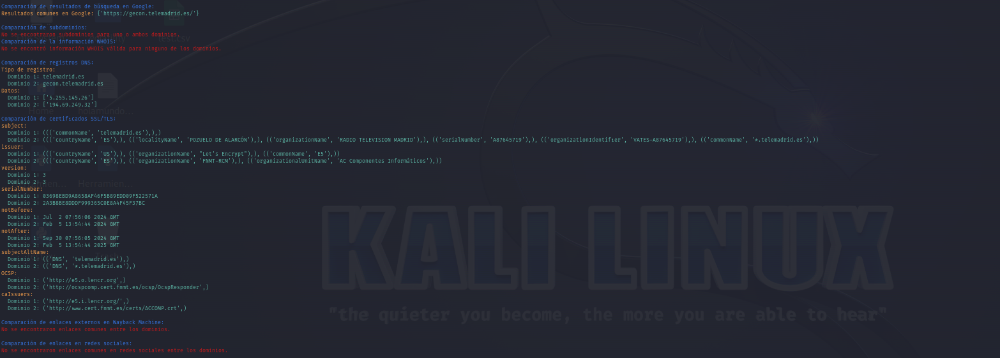 Comparación de resultados de búsqueda en Google:
Resultados comunes en Google: {'https://gecon.telemadrid.es/'}
Comparación de subdominios:
No se encontraron subdominios para uno o ambos dominios.
test.csv
Comparación de la información WHOIS:
No se encontró información WHOIS válida para ninguno de los dominios.
Comparación de registros DNS:
Tipo de registro:
  Dominio 1: telemadrid.es
  Dominio 2: gecon.telemadrid.es
Datos:
  Dominio 1: ['5.255.145.26']
  Dominio 2: ['194.69.249.32']
Home holamundo...
Comparación de certificados SSL/TLS:
subject:
  Dominio 1: ((('commonName', 'telemadrid.es'),),)
  Dominio 2: ((('countryName', 'ES'),), (('localityName', 'POZUELO DE ALARCÓN'),), (('organizationName', 'RADIO TELEVISION MADRID'),), (('serialNumber', 'A87645719'),), (('organizationIdentifier', 'VATES-A87645719'),), (('commonName', '*.telemadrid.es'),))
issuer:
  Dominio 1: ((('countryName', 'US'),), (('organizationName', "Let's Encrypt"),), (('commonName', 'E5'),))
  Dominio 2: ((('countryName', 'ES'),), (('organizationName', 'FNMT-RCM'),), (('organizationalUnitName', 'AC Componentes Informáticos'),))
version:
  Dominio 1: 3
  Dominio 2: 3
Herramien...
serialNumber:
  Dominio 1: 03698EBD9A8658AF46F5B89EDD09F522571A
  Dominio 2: 2A3B8BE8DDDF999365C0E8A4F45F37BC
notBefore:
  Dominio 1: Jul  2 07:56:06 2024 GMT
  Dominio 2: Feb  5 13:54:44 2024 GMT
notAfter:
  Dominio 1: Sep 30 07:56:05 2024 GMT
  Dominio 2: Feb  5 13:54:44 2025 GMT
subjectAltName:
  Dominio 1: (('DNS', 'telemadrid.es'),)
  Dominio 2: (('DNS', '*.telemadrid.es'),)
OCSP:
  Dominio 1: ('http://e5.o.lencr.org',)
  Dominio 2: ('http://ocspcomp.cert.fnmt.es/ocsp/OcspResponder',)
caIssuers:
  Dominio 1: ('http://e5.i.lencr.org/',)
  Dominio 2: ('http://www.cert.fnmt.es/certs/ACCOMP.crt',)
Comparación de enlaces externos en Wayback Machine:
No se encontraron enlaces comunes entre los dominios.
Comparación de enlaces en redes sociales:
No se encontraron enlaces comunes en redes sociales entre los dominios.
KALI LINUX
"the quieter you become, the more you are able to hear"